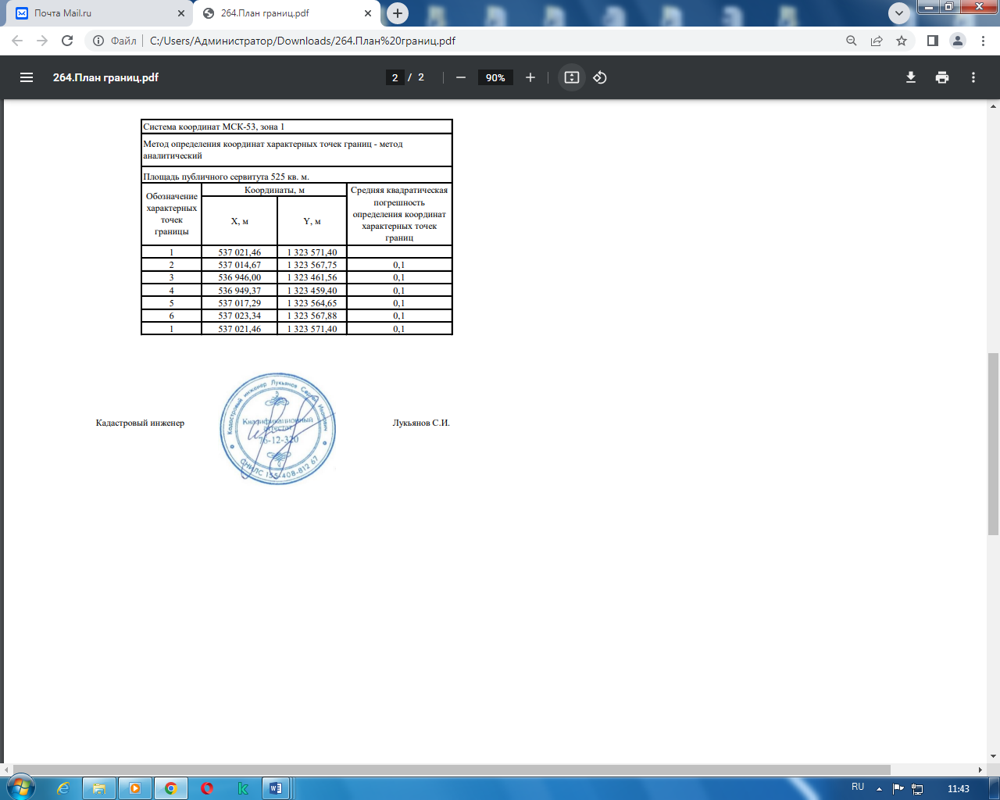 Почта Mail.ru
264.План границ.pdf
Файл
C:/Users/Администратор/Downloads/264.План%20границ.pdf
264.План границ.pdf
2 / 2
90%
Система координат МСК-53, зона 1
Метод определения координат характерных точек границ - метод
аналитический
Площадь публичного сервитута 525 кв. м.
Обозначение
характерных
точек
границы
Координаты, м
X, м
Y, м
Средняя квадратическая
погрешность
определения координат
характерных точек
границ
1 537 021,46 1 323 571,40
2 537 014,67 1 323 567,75 0,1
3 536 946,00 1 323 461,56 0,1
4 536 949,37 1 323 459,40 0,1
5 537 017,29 1 323 564,65 0,1
6 537 023,34 1 323 567,88 0,1
1 537 021,46 1 323 571,40 0,1
Кадастровый инженер
Кадастровый инженер Лукьянов Сергей Иванович
Квалификационный
аттестат
76-12-320
СНИЛС 155-408-812 67
Лукьянов С.И.
RU
11:43